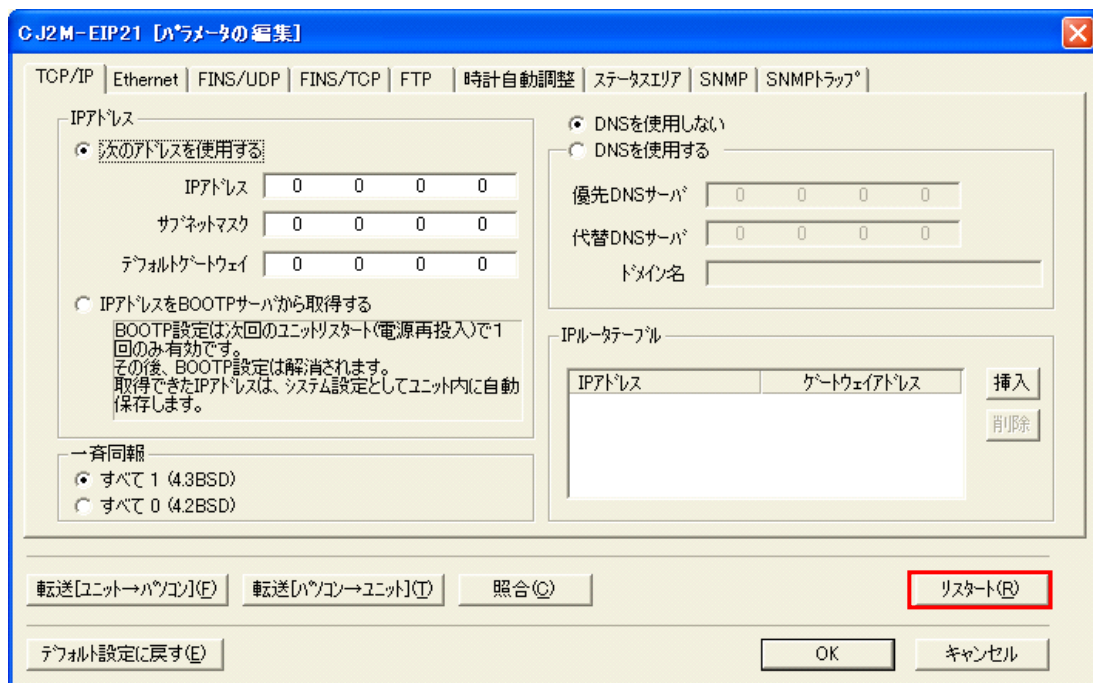 CJ2M-EIP21 [ﾊﾟﾗﾒｰﾀの編集]
TCP/IP Ethernet FINS/UDP FINS/TCP FTP 時計自動調整 ｽﾃｰﾀｽｴﾘｱ SNMP SNMPﾄﾗｯﾌﾟ
IPｱﾄﾞﾚｽ
次のｱﾄﾞﾚｽを使用する
IPｱﾄﾞﾚｽ 0 0 0 0
ｻﾌﾞﾈｯﾄﾏｽｸ 0 0 0 0
ﾃﾞﾌｫﾙﾄｹﾞｰﾄｳｪｲ 0 0 0 0
IPｱﾄﾞﾚｽをBOOTPｻｰﾊﾞから取得する
BOOTP設定は次回のﾕﾆｯﾄﾘｽﾀｰﾄ(電源再投入)で1
回のみ有効です。
その後、BOOTP設定は解消されます。
取得できたIPｱﾄﾞﾚｽは、ｼｽﾃﾑ設定としてﾕﾆｯﾄ内に自動
保存します。
一斉同報
すべて 1 (4.3BSD)
すべて 0 (4.2BSD)
DNSを使用しない
DNSを使用する
優先DNSｻｰﾊﾞ 0 0 0 0
代替DNSｻｰﾊﾞ 0 0 0 0
ﾄﾞﾒｲﾝ名
IPﾙｰﾀﾃｰﾌﾞﾙ
IPｱﾄﾞﾚｽ ｹﾞｰﾄｳｪｲｱﾄﾞﾚｽ
挿入
削除
転送[ﾕﾆｯﾄ→ﾊﾟｿｺﾝ](F) 転送[ﾊﾟｿｺﾝ→ﾕﾆｯﾄ](T) 照合(C) ﾘｽﾀｰﾄ(R)
ﾃﾞﾌｫﾙﾄ設定に戻す(E) OK ｷｬﾝｾﾙ